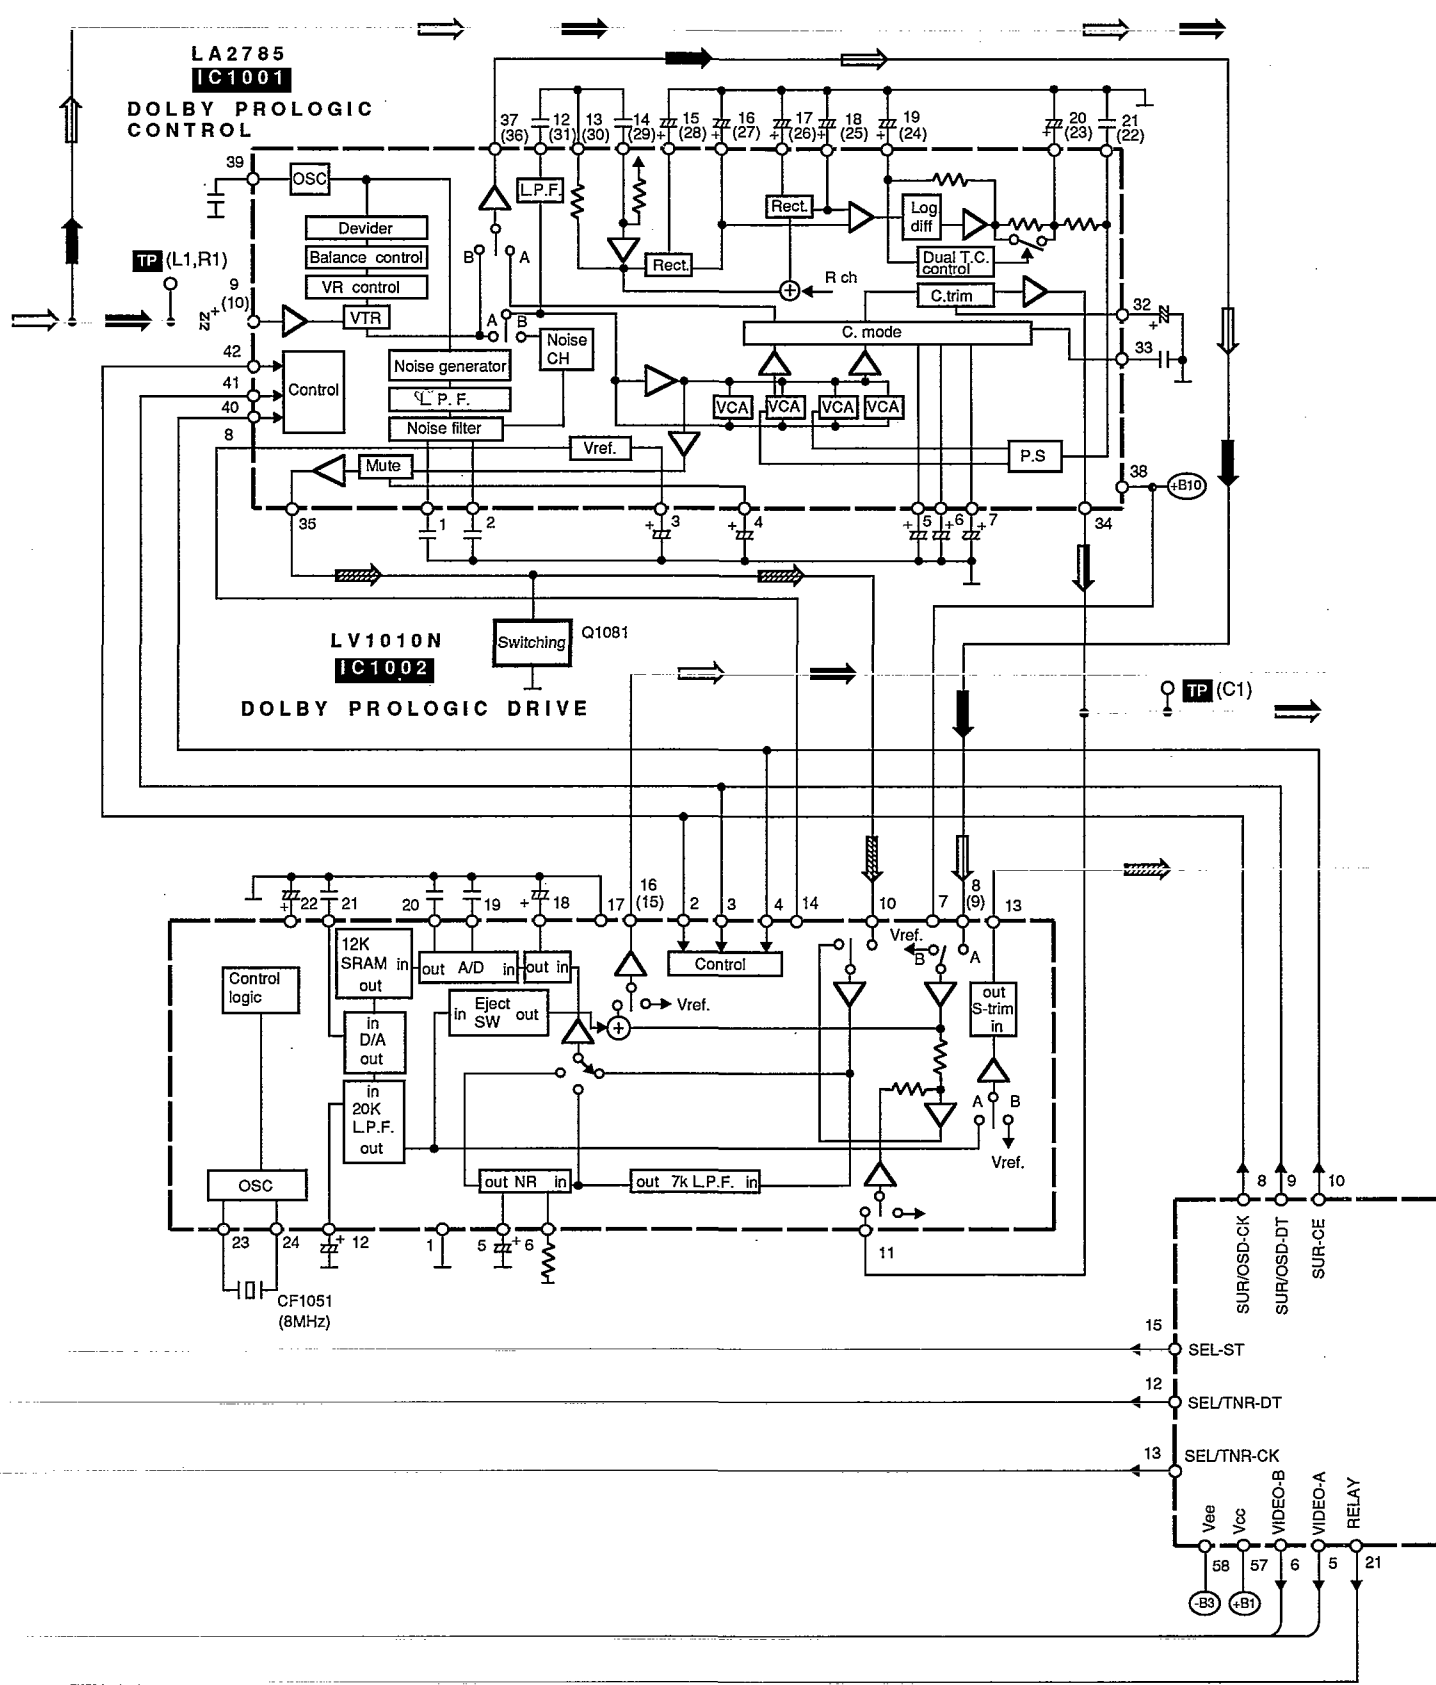 LA2785
IC1001
DOLBY PROLOGIC
CONTROL
37 12 13 14 15 16 17 18 19 20 21
(36) (31) (30) (29) (28) (27) (26) (25) (24) (23) (22)
39
OSC
L.P.F.
Rect.
Log
diff
Devider
TP (L1,R1)
Balance control
B A
Rect.
Dual T.C.
control
9
(10)
VR control
R ch
C.trim
VTR
A B
32
Noise
CH
C. mode
42
33
Noise generator
41
Control
L. P. F.
VCA VCA VCA VCA
40
Noise filter
8
Vref.
P.S
Mute
38
+B10
35 1 2 3 4 5 6 7 34
LV1010N
IC1002
Switching
Q1081
DOLBY PROLOGIC DRIVE
TP (C1)
22 21 20 19 18 17 16 2 3 4 14 10 7 8 13
(15) (9)
12K
SRAM in
out
out A/D in
out in
Control
Vref.
B A
Control
logic
in Eject out
SW
Vref.
out
S-trim
in
in
D/A
out
in
20K
L.P.F.
out
A B
Vref.
OSC
out NR in
out 7k L.P.F. in
23 24 12 1 5 6 11
CF1051
(8MHz)
8 9 10
SUR/OSD-CK
SUR/OSD-DT
SUR-CE
15
SEL-ST
12
SEL/TNR-DT
13
SEL/TNR-CK
Vee
Vcc
VIDEO-B
VIDEO-A
RELAY
58 57 6 5 21
-B3 +B1